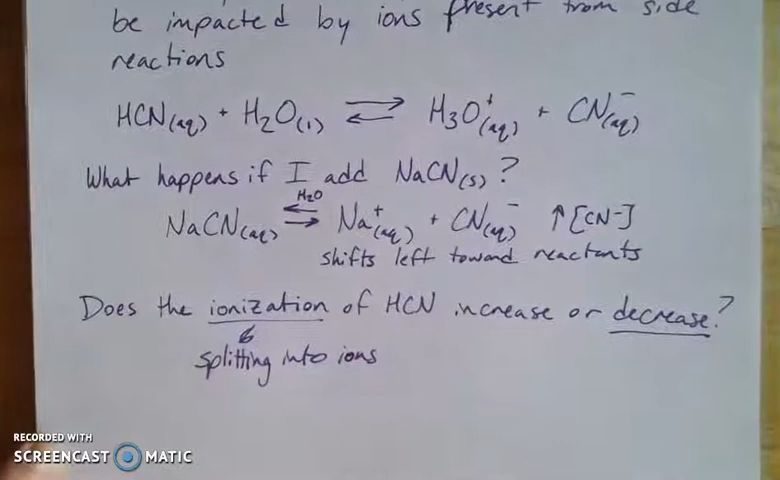 be impacted by ions present from side
reactions
HCN(aq) + H₂O(l) ⇌ H₃O⁺(aq) + CN⁻(aq)
What happens if I add NaCN(s)?
H₂O
NaCN(aq) ⇆ Na⁺(aq) + CN⁻(aq) ↑[CN-]
shifts left toward reactants
Does the ionization of HCN increase or decrease?
splitting into ions
RECORDED WITH
SCREENCAST MATIC